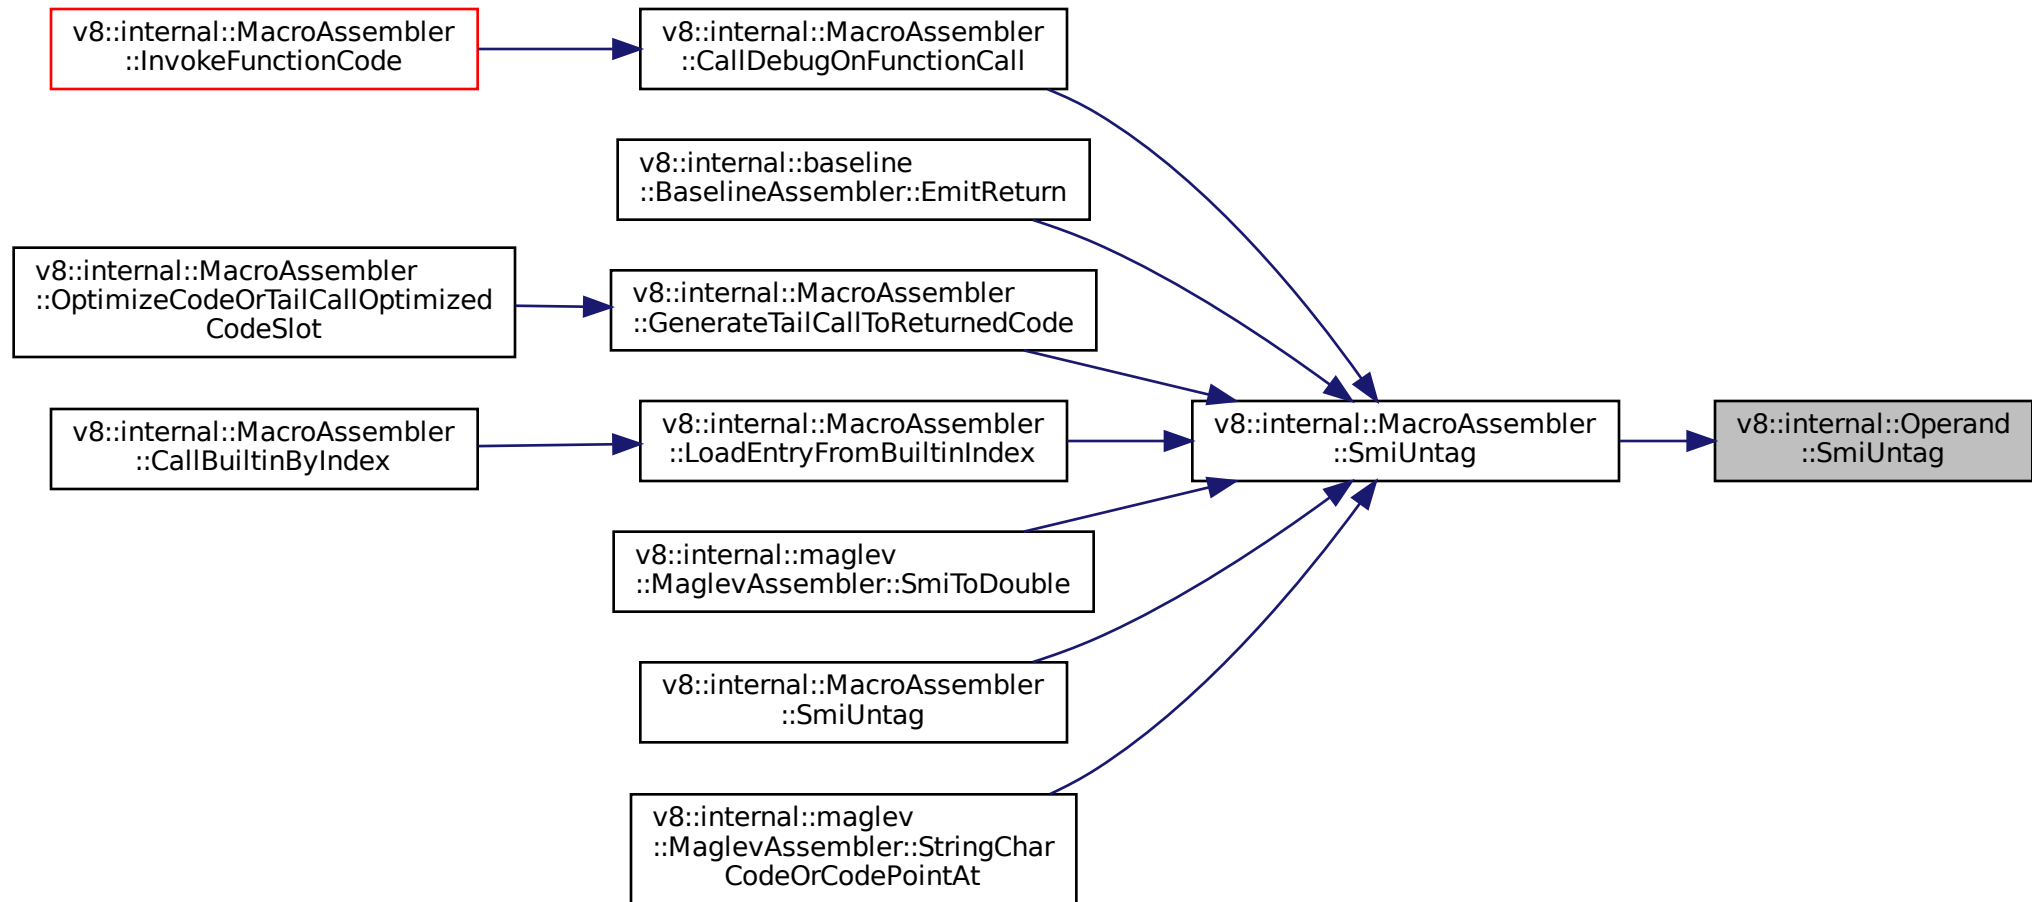 v8::internal::MacroAssembler
::InvokeFunctionCode
v8::internal::MacroAssembler
::CallDebugOnFunctionCall
v8::internal::baseline
::BaselineAssembler::EmitReturn
v8::internal::MacroAssembler
::OptimizeCodeOrTailCallOptimized
CodeSlot
v8::internal::MacroAssembler
::GenerateTailCallToReturnedCode
v8::internal::MacroAssembler
::CallBuiltinByIndex
v8::internal::MacroAssembler
::LoadEntryFromBuiltinIndex
v8::internal::MacroAssembler
::SmiUntag
v8::internal::Operand
::SmiUntag
v8::internal::maglev
::MaglevAssembler::SmiToDouble
v8::internal::MacroAssembler
::SmiUntag
v8::internal::maglev
::MaglevAssembler::StringChar
CodeOrCodePointAt